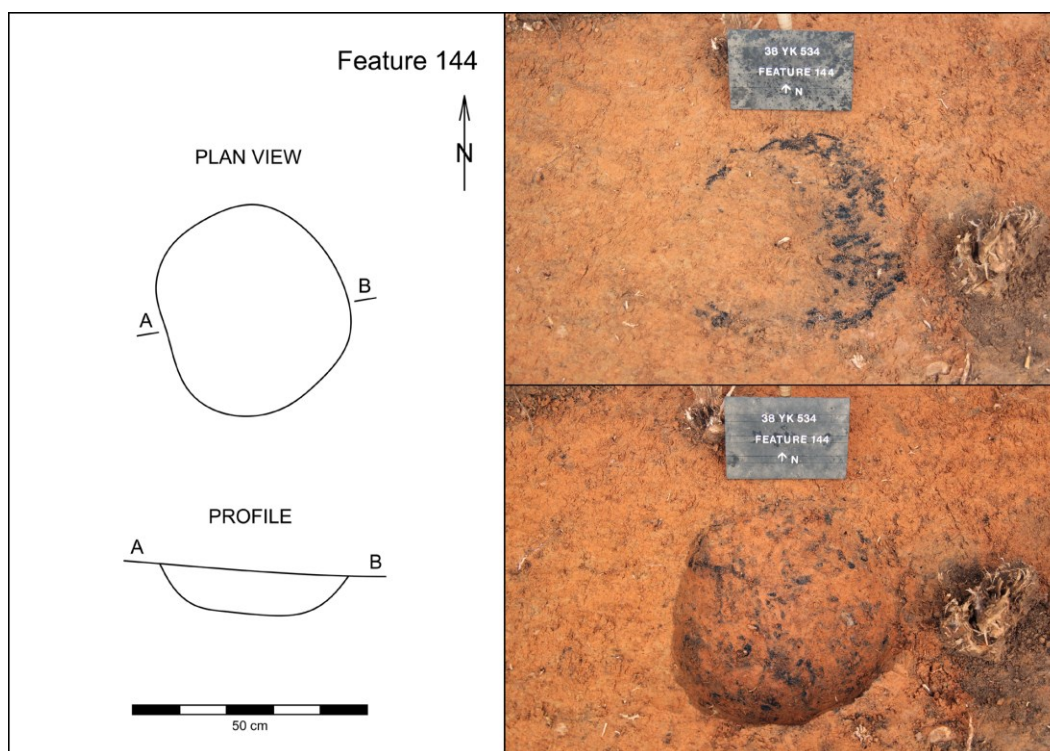 Feature 144
N
PLAN VIEW
A
B
PROFILE
A
B
50 cm
38 YK 534
FEATURE 144
↑ N
38 YK 534
FEATURE 144
↑ N